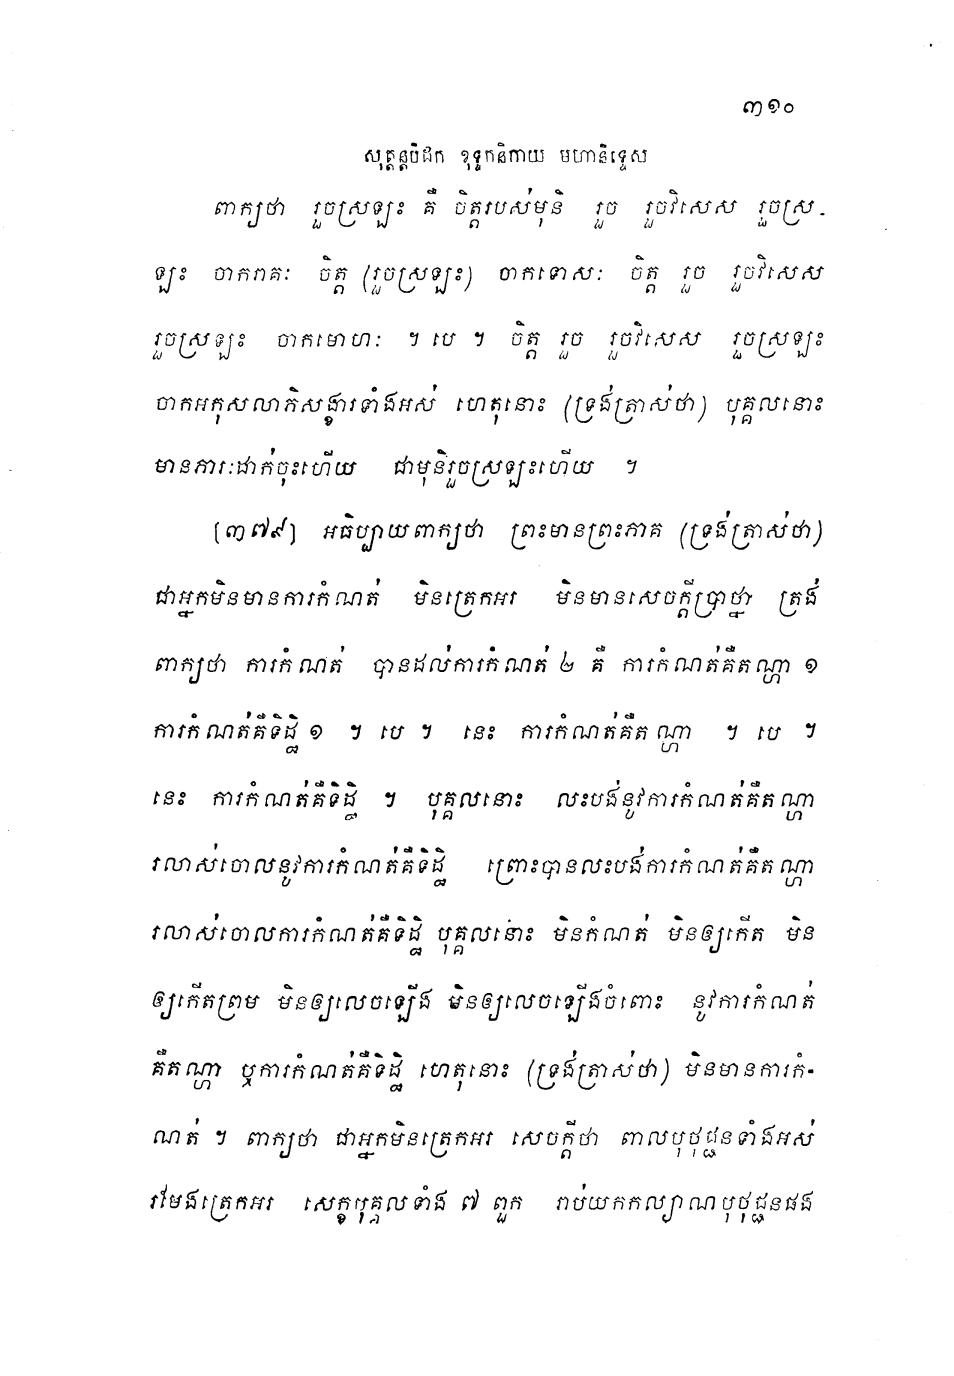 ៣១០
សុត្តន្តបិដក ខុទ្ទកនិកាយ មហានិទ្ទេស
ពាក្យថា រួចស្រឡះ គឺ ចិត្តរបស់មុនិ រួច រួចវិសេស រួចស្រ-
ឡះ ចាករាគៈ ចិត្ត (រួចស្រឡះ) ចាកទោសៈ ចិត្ត រួច រួចវិសេស
រួចស្រឡះ ចាកមោហៈ ។ បេ ។ ចិត្ត រួច រួចវិសេស រួចស្រឡះ
ចាកអកុសលាភិសង្ខារទាំងអស់ ហេតុនោះ (ទ្រង់ត្រាស់ថា) បុគ្គលនោះ
មានភារៈដាក់ចុះហើយ ជាមុនិរួចស្រឡះហើយ ។
[៣៧៩] អធិប្បាយពាក្យថា ព្រះមានព្រះភាគ (ទ្រង់ត្រាស់ថា)
ជាអ្នកមិនមានការកំណត់ មិនត្រេកអរ មិនមានសេចក្តីប្រាថ្នា ត្រង់
ពាក្យថា ការកំណត់ បានដល់ការកំណត់ ២ គឺ ការកំណត់គឺតណ្ហា ១
ការកំណត់គឺទិដ្ឋិ ១ ។ បេ ។ នេះ ការកំណត់គឺតណ្ហា ។ បេ ។
នេះ ការកំណត់គឺទិដ្ឋិ ។ បុគ្គលនោះ លះបង់នូវការកំណត់គឺតណ្ហា
រលាស់ចោលនូវការកំណត់គឺទិដ្ឋិ ព្រោះបានលះបង់ការកំណត់គឺតណ្ហា
រលាស់ចោលការកំណត់គឺទិដ្ឋិ បុគ្គលនោះ មិនកំណត់ មិនឲ្យកើត មិន
ឲ្យកើតព្រម មិនឲ្យលេចឡើង មិនឲ្យលេចឡើងចំពោះ នូវការកំណត់
គឺតណ្ហា ឬការកំណត់គឺទិដ្ឋិ ហេតុនោះ (ទ្រង់ត្រាស់ថា) មិនមានការកំ-
ណត់ ។ ពាក្យថា ជាអ្នកមិនត្រេកអរ សេចក្តីថា ពាលបុថុជ្ជនទាំងអស់
រមែងត្រេកអរ សេក្ខបុគ្គលទាំង ៧ ពួក រាប់យកកល្យាណបុថុជ្ជនផង